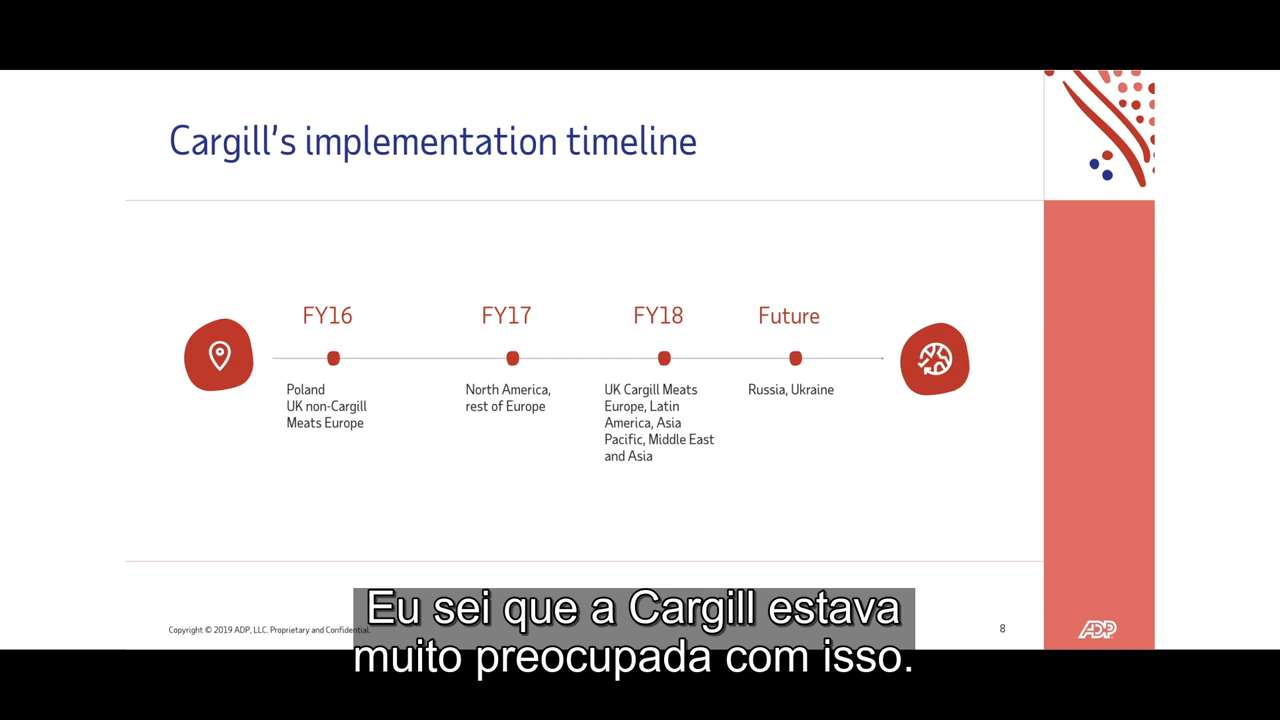 Cargill's implementation timeline
FY16
FY17
FY18
Future
Poland
UK non-Cargill
Meats Europe
North America,
rest of Europe
UK Cargill Meats
Europe, Latin
America, Asia
Pacific, Middle East
and Asia
Russia, Ukraine
Eu sei que a Cargill estava
muito preocupada com isso.
Copyright © 2019 ADP, LLC. Proprietary and Confidential.
8
ADP